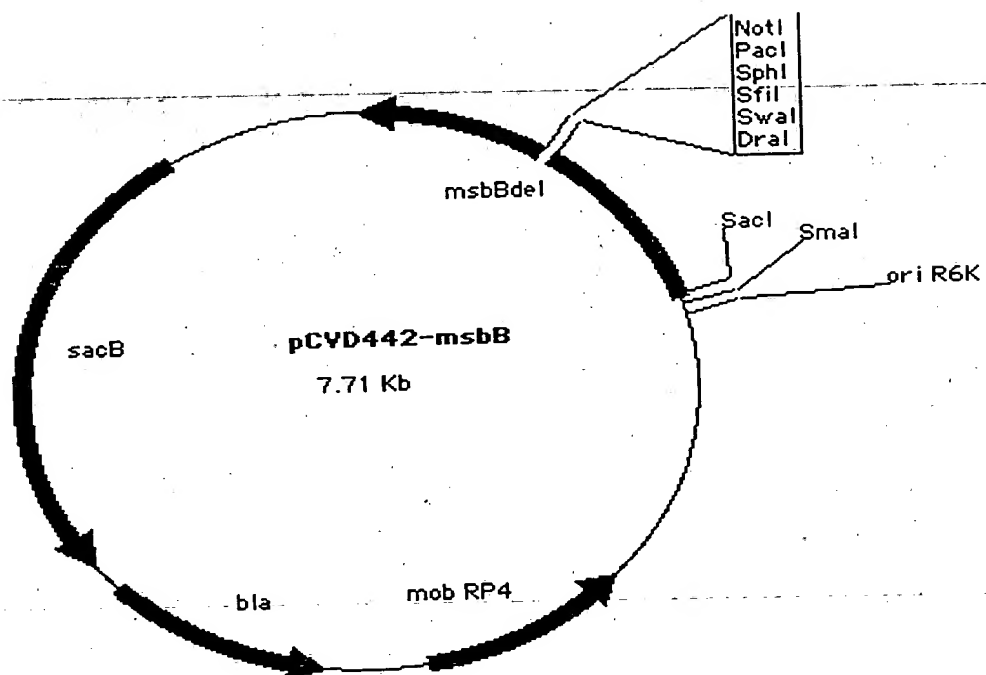 NotI
PacI
SphI
SfiI
SwaI
DraI
msbBdel
SacI
SmaI
ori R6K
pCVD442-msbB
7.71 Kb
sacB
bla
mob RP4